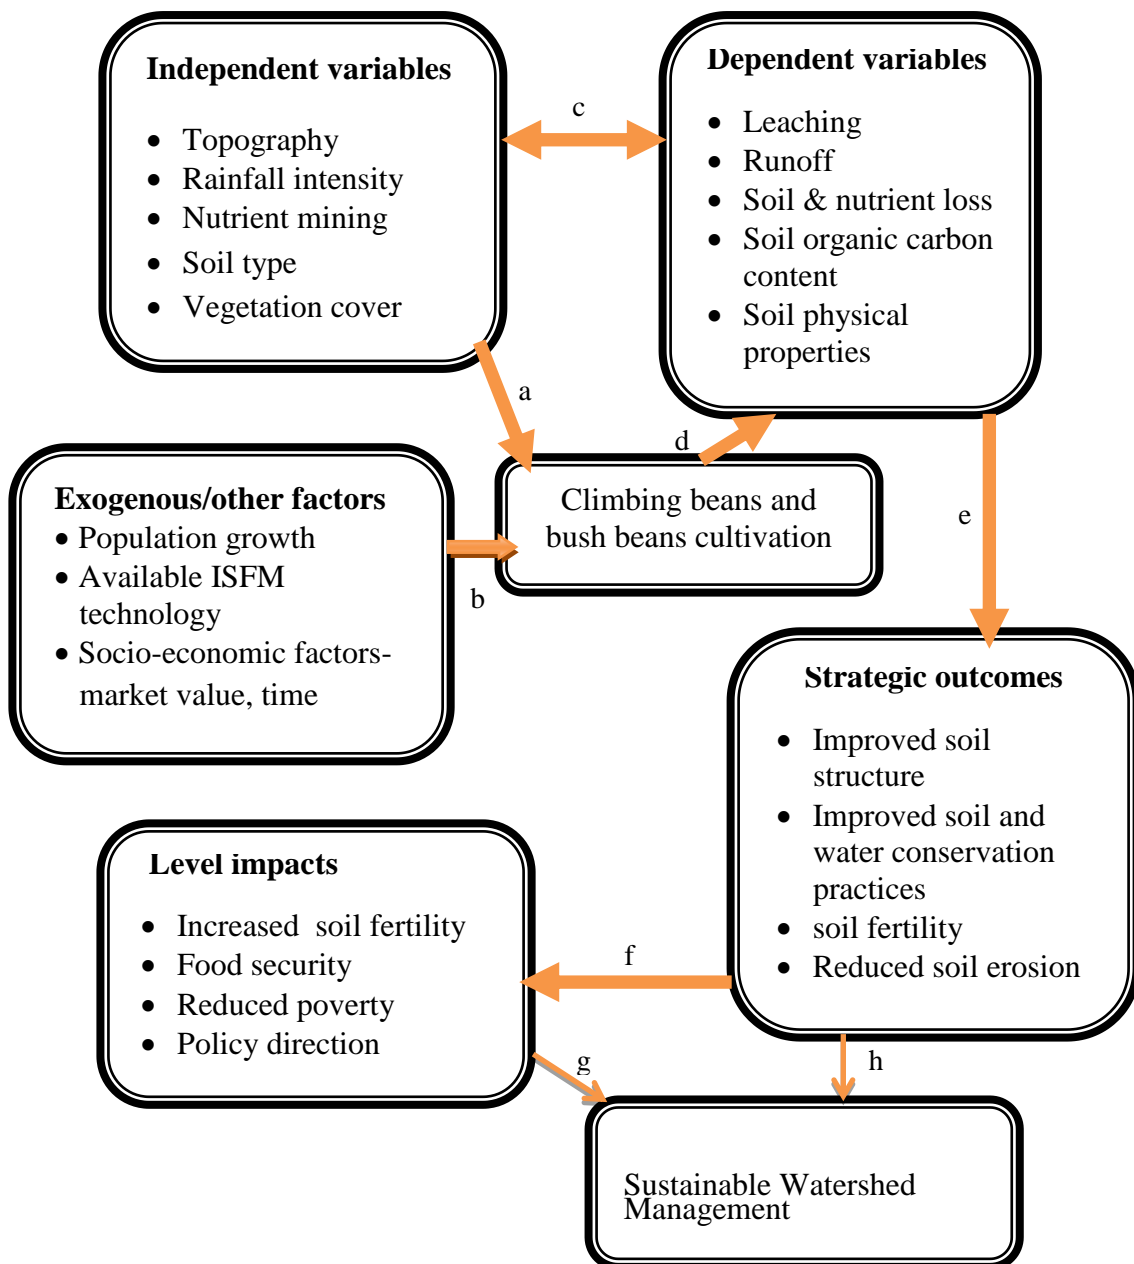 Independent variables
• Topography
• Rainfall intensity
• Nutrient mining
• Soil type
• Vegetation cover
c
Dependent variables
• Leaching
• Runoff
• Soil & nutrient loss
• Soil organic carbon
content
• Soil physical
properties
a
d
e
Exogenous/other factors
• Population growth
• Available ISFM
technology
• Socio-economic factors-
market value, time
b
Climbing beans and
bush beans cultivation
Strategic outcomes
• Improved soil
structure
• Improved soil and
water conservation
practices
• soil fertility
• Reduced soil erosion
Level impacts
• Increased  soil fertility
• Food security
• Reduced poverty
• Policy direction
f
g
h
Sustainable Watershed
Management